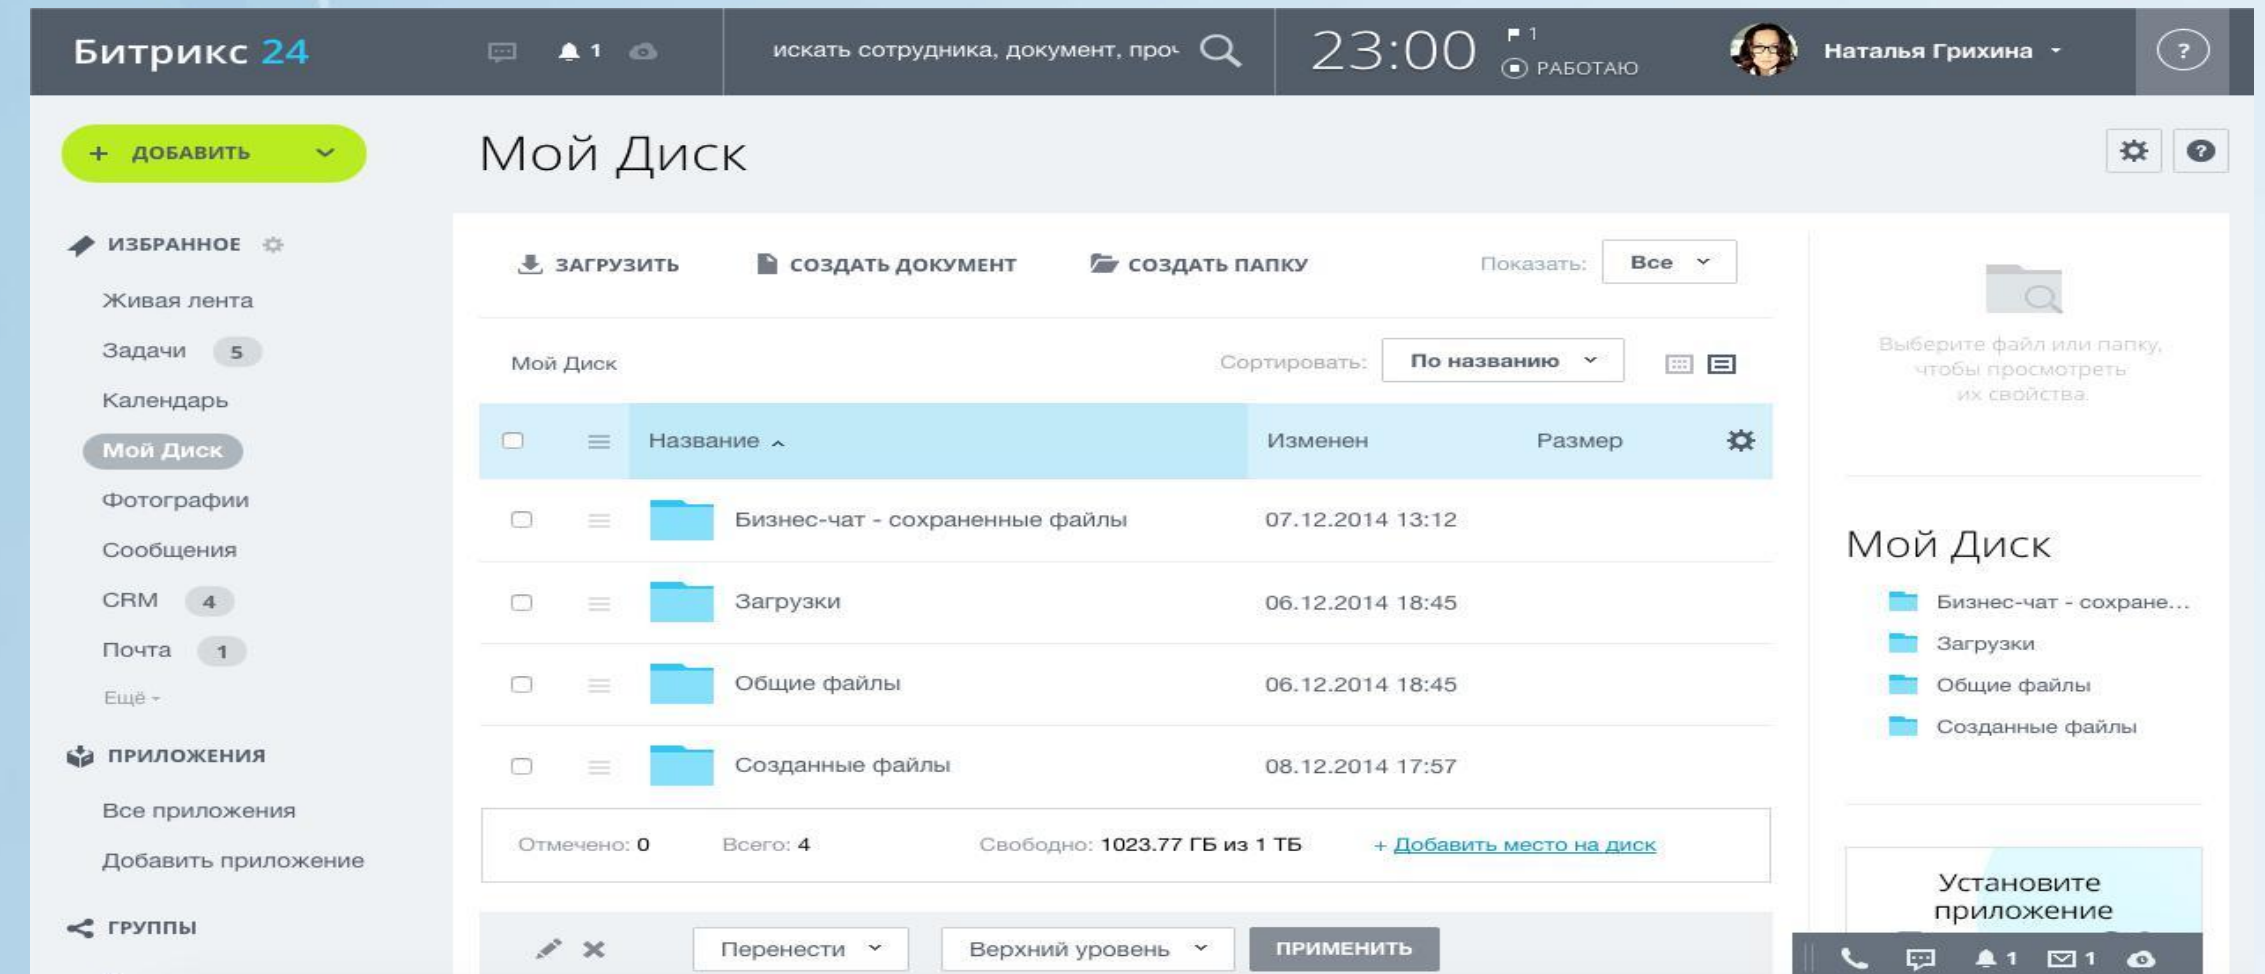 Битрикс 24
1
искать сотрудника, документ, проч
23:00
1
РАБОТАЮ
Наталья Грихина
?
+ ДОБАВИТЬ
Мой Диск
?
ИЗБРАННОЕ
Живая лента
Задачи 5
Календарь
Мой Диск
Фотографии
Сообщения
CRM 4
Почта 1
Ещё
ПРИЛОЖЕНИЯ
Все приложения
Добавить приложение
ГРУППЫ
ЗАГРУЗИТЬ
СОЗДАТЬ ДОКУМЕНТ
СОЗДАТЬ ПАПКУ
Показать: Все
Мой Диск
Сортировать: По названию
Название Изменен Размер
Бизнес-чат - сохраненные файлы 07.12.2014 13:12
Загрузки 06.12.2014 18:45
Общие файлы 06.12.2014 18:45
Созданные файлы 08.12.2014 17:57
Отмечено: 0 Всего: 4 Свободно: 1023.77 ГБ из 1 ТБ + Добавить место на диск
Перенести Верхний уровень ПРИМЕНИТЬ
Выберите файл или папку,
чтобы просмотреть
их свойства.
Мой Диск
Бизнес-чат - сохране...
Загрузки
Общие файлы
Созданные файлы
Установите
приложение
1 1